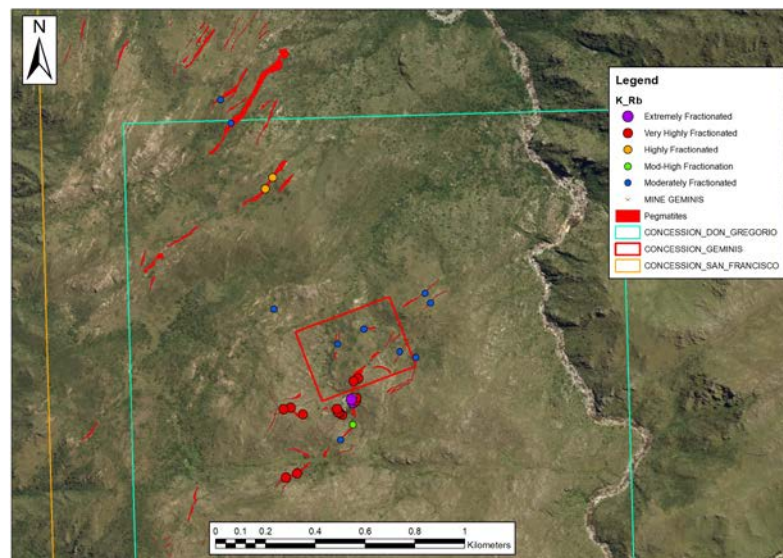 N
Legend
K_Rb
Extremely Fractionated
Very Highly Fractionated
Highly Fractionated
Mod-High Fractionation
Moderately Fractionated
MINE GEMINIS
Pegmatites
CONCESSION_DON_GREGORIO
CONCESSION_GEMINIS
CONCESSION_SAN_FRANCISCO
0 0.1 0.2 0.4 0.6 0.8 1
Kilometers